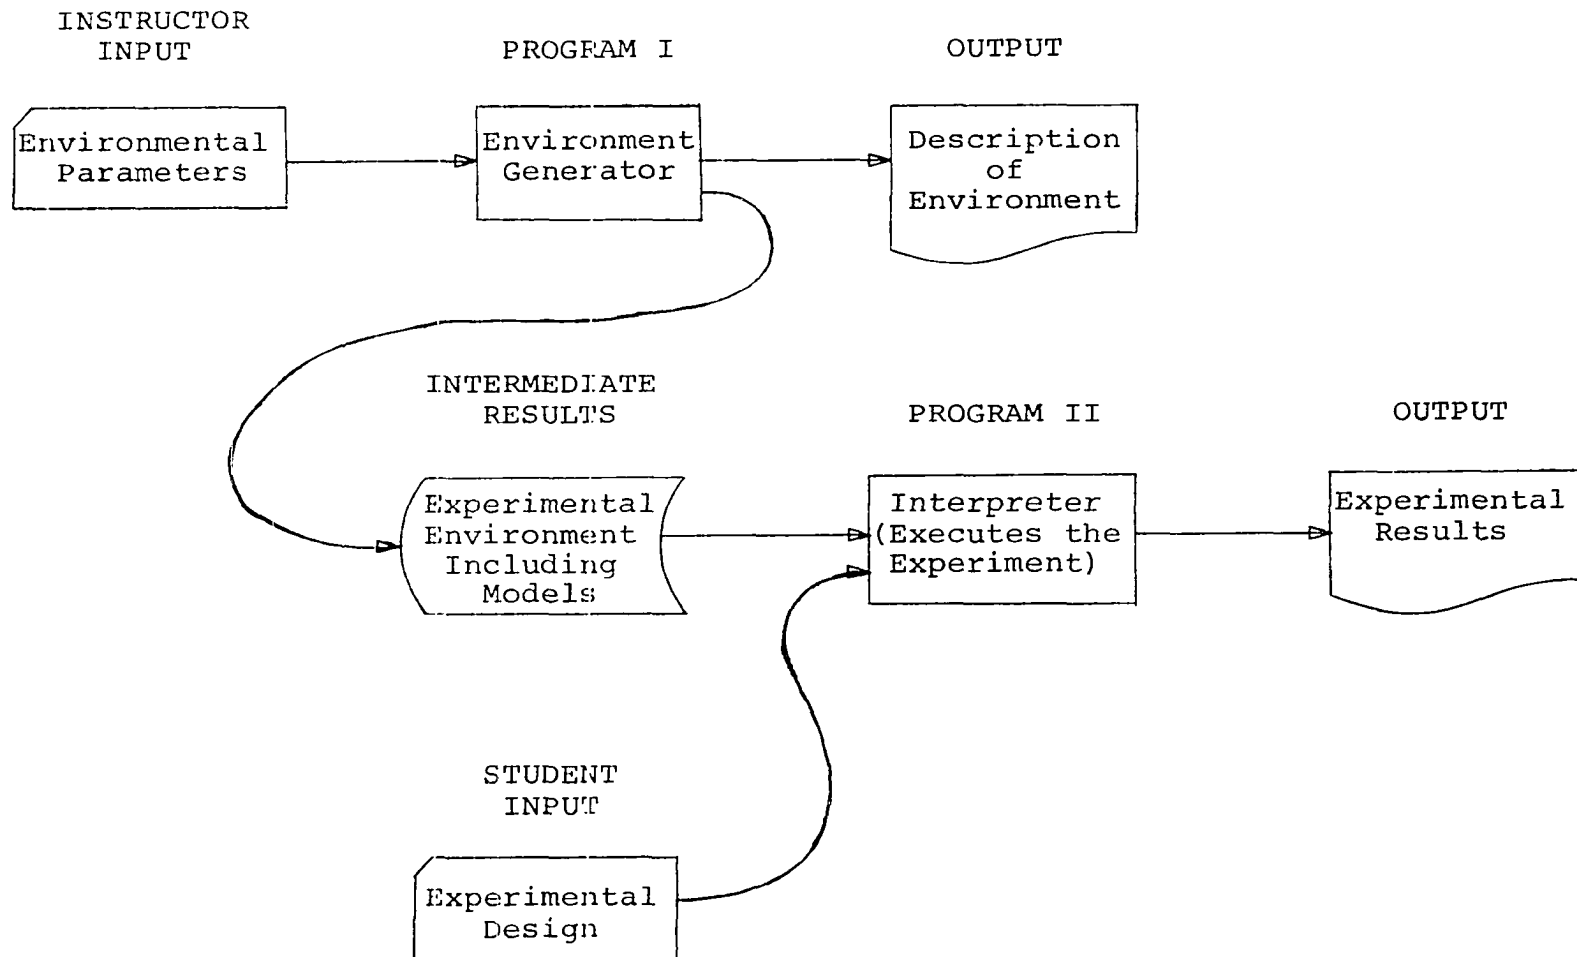 INSTRUCTOR
INPUT
PROGRAM I
OUTPUT
Environmental
Parameters
Environment
Generator
Description
of
Environment
INTERMEDIATE
RESULTS
PROGRAM II
OUTPUT
Experimental
Environment
Including
Models
Interpreter
(Executes the
Experiment)
Experimental
Results
STUDENT
INPUT
Experimental
Design